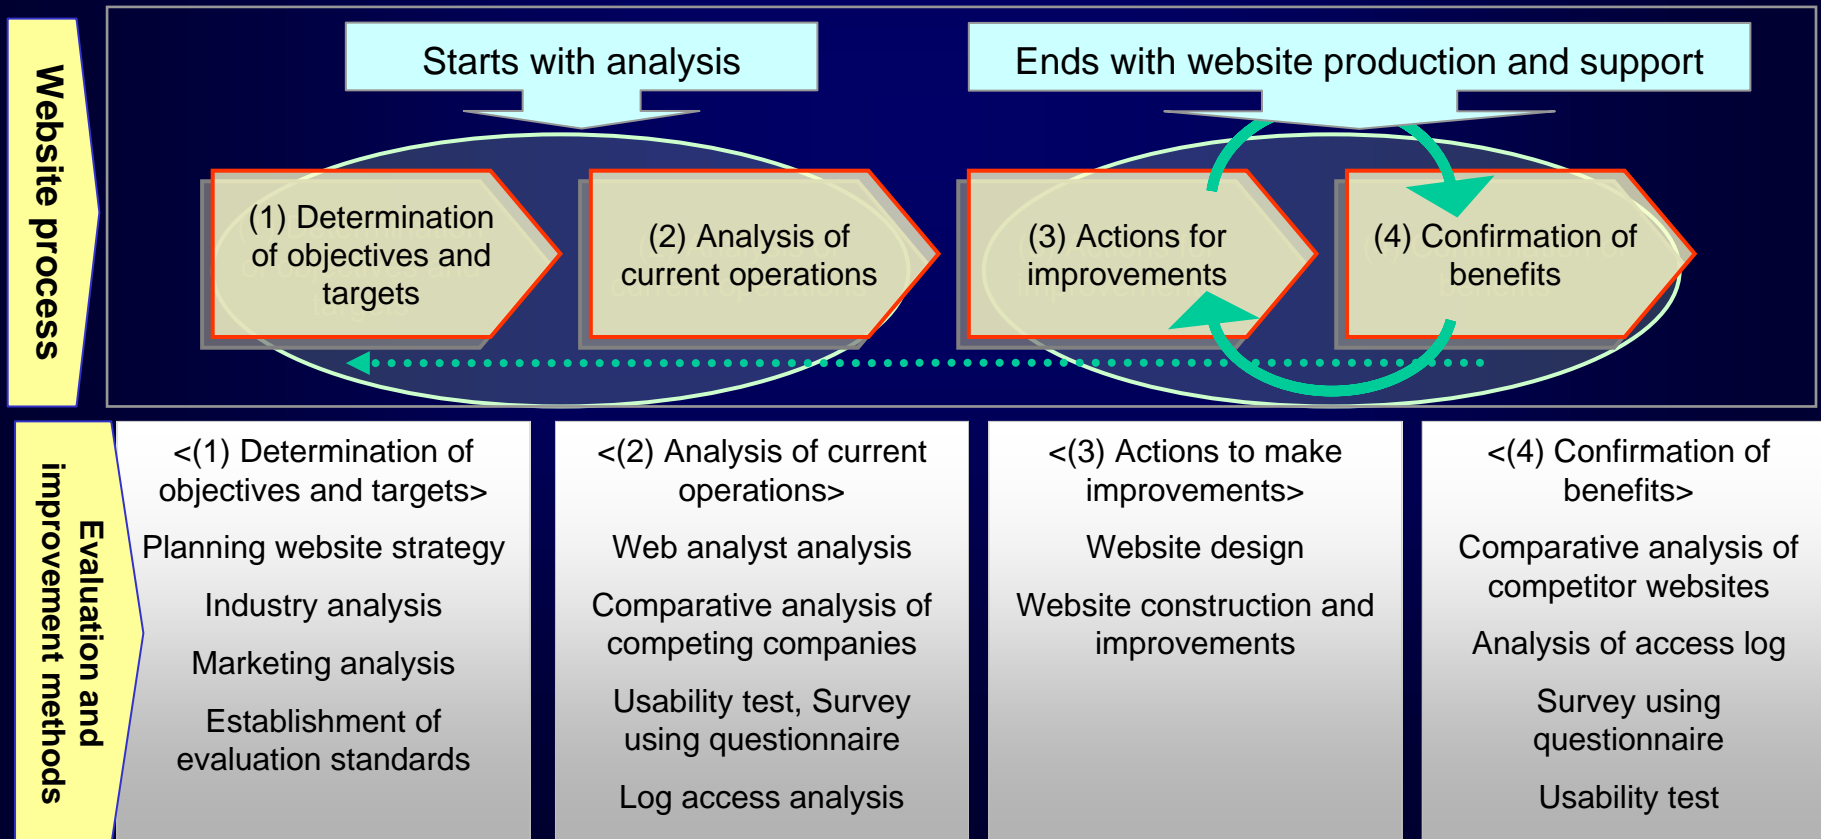 Website process
Starts with analysis
Ends with website production and support
(1) Determination
of objectives and
targets
(2) Analysis of
current operations
(3) Actions for
improvements
(4) Confirmation of
benefits
Evaluation and
improvement methods
<(1) Determination of
objectives and targets>
Planning website strategy
Industry analysis
Marketing analysis
Establishment of
evaluation standards
<(2) Analysis of current
operations>
Web analyst analysis
Comparative analysis of
competing companies
Usability test, Survey
using questionnaire
Log access analysis
<(3) Actions to make
improvements>
Website design
Website construction and
improvements
<(4) Confirmation of
benefits>
Comparative analysis of
competitor websites
Analysis of access log
Survey using
questionnaire
Usability test